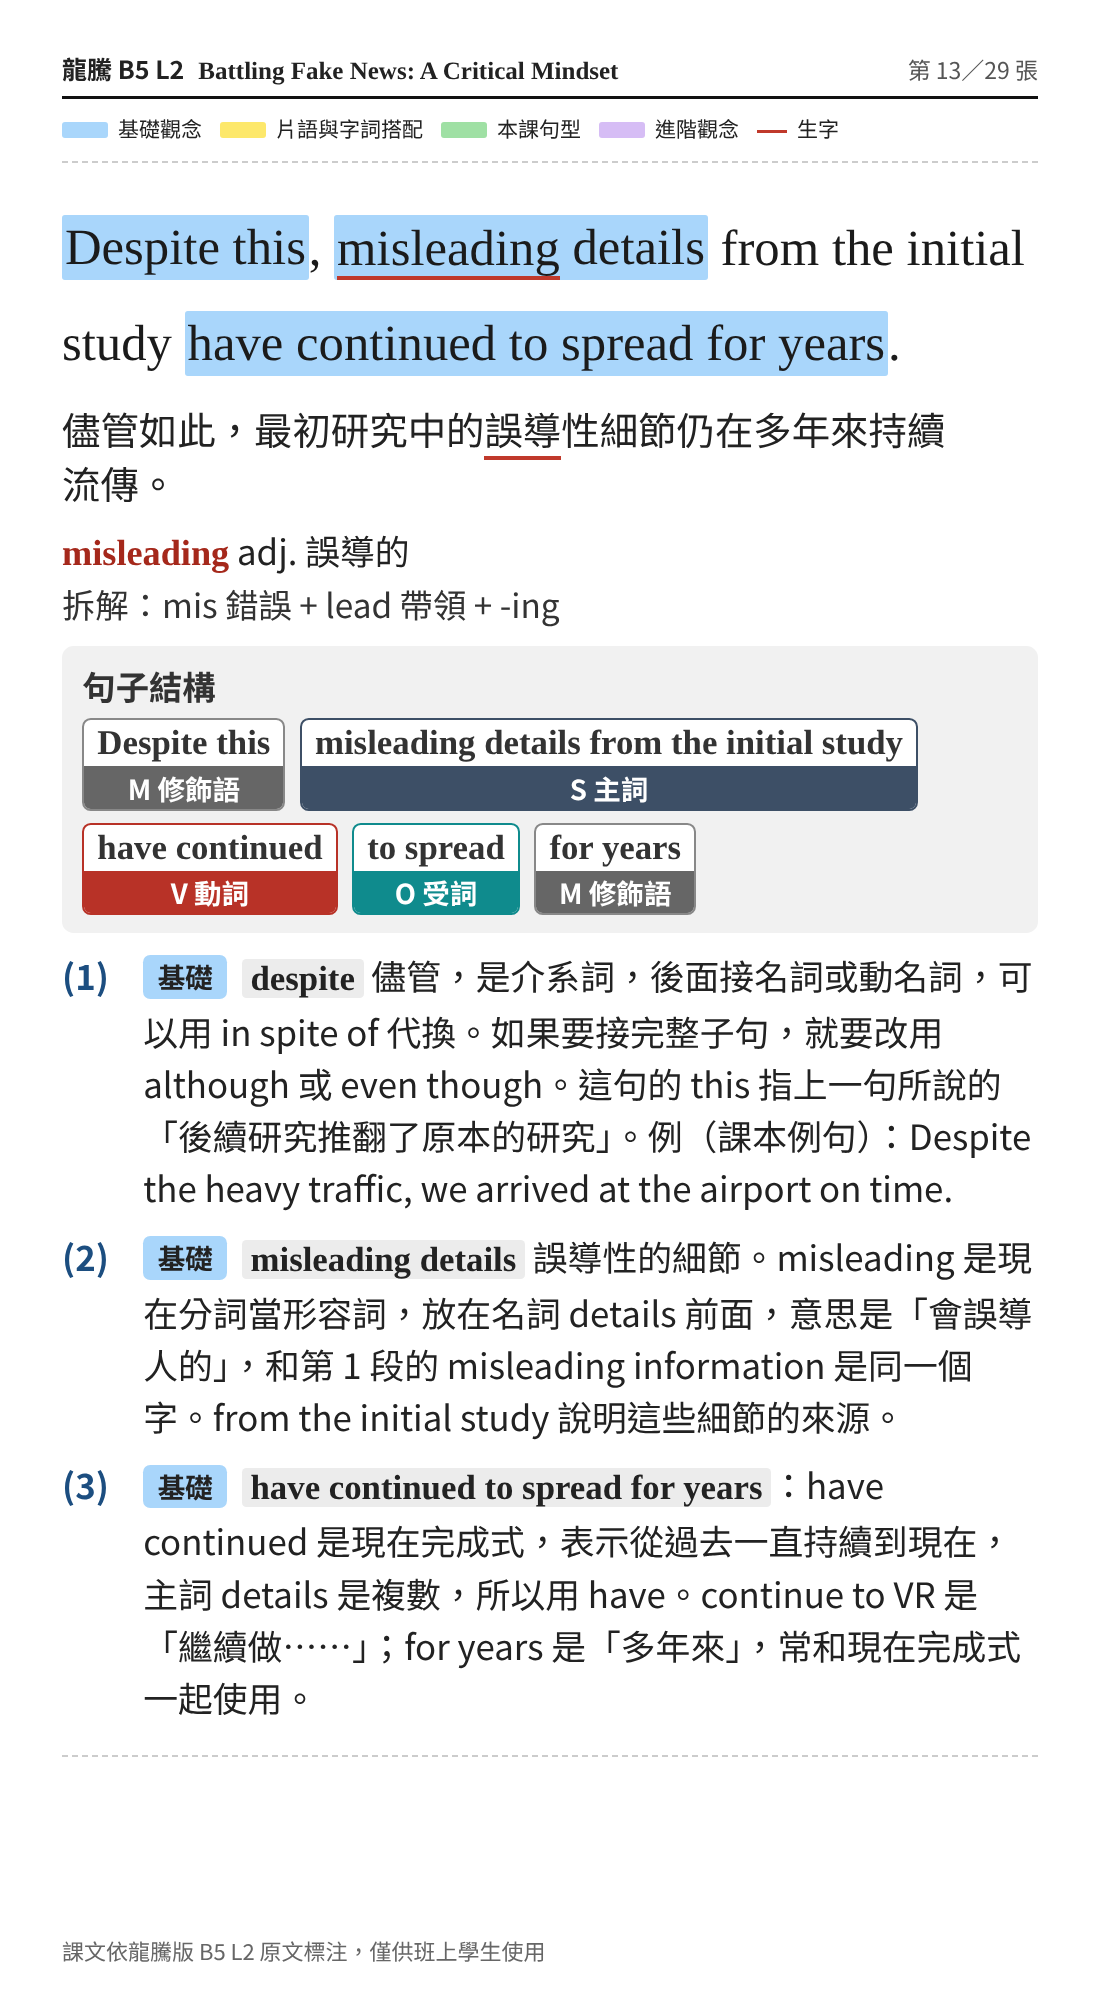 龍騰 B5 L2 Battling Fake News: A Critical Mindset 第 13／29 張
基礎觀念 片語與字詞搭配 本課句型 進階觀念 生字
Despite this, misleading details from the initial
study have continued to spread for years.
儘管如此，最初研究中的誤導性細節仍在多年來持續
流傳。
misleading adj. 誤導的
拆解：mis 錯誤 + lead 帶領 + -ing
句子結構
Despite this misleading details from the initial study
M 修飾語 S 主詞
have continued to spread for years
V 動詞 O 受詞 M 修飾語
(1) 基礎 despite 儘管，是介系詞，後面接名詞或動名詞，可
以用 in spite of 代換。如果要接完整子句，就要改用
although 或 even though。這句的 this 指上一句所說的
「後續研究推翻了原本的研究」。例（課本例句）：Despite
the heavy traffic, we arrived at the airport on time.
(2) 基礎 misleading details 誤導性的細節。misleading 是現
在分詞當形容詞，放在名詞 details 前面，意思是「會誤導
人的」，和第 1 段的 misleading information 是同一個
字。from the initial study 說明這些細節的來源。
(3) 基礎 have continued to spread for years：have
continued 是現在完成式，表示從過去一直持續到現在，
主詞 details 是複數，所以用 have。continue to VR 是
「繼續做……」；for years 是「多年來」，常和現在完成式
一起使用。
課文依龍騰版 B5 L2 原文標注，僅供班上學生使用